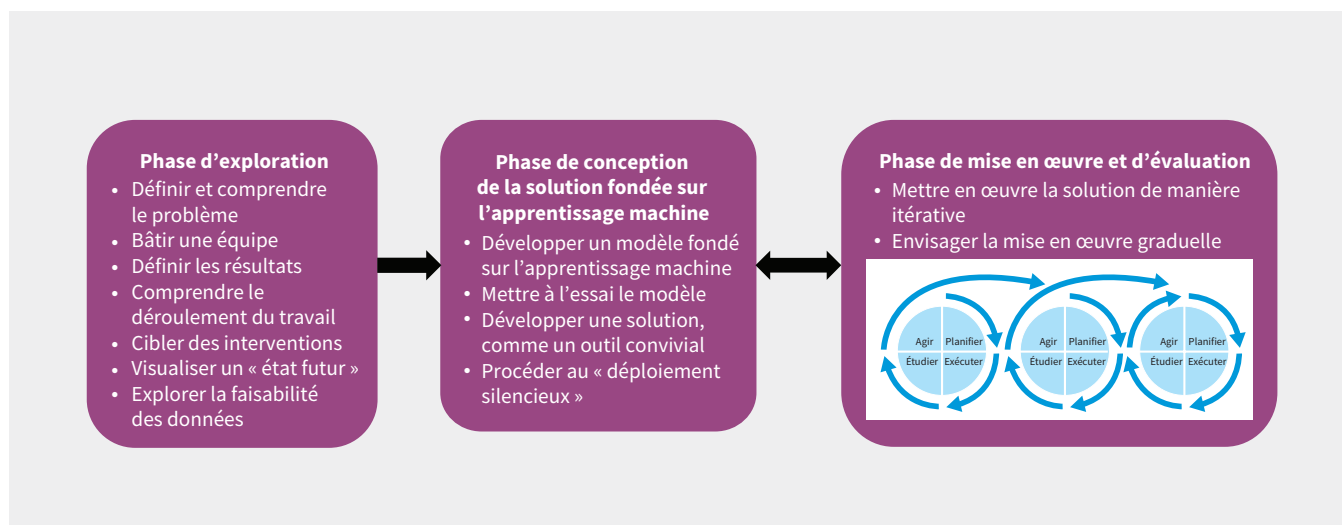 Phase d’exploration
• Définir et comprendre
le problème
• Bâtir une équipe
• Définir les résultats
• Comprendre le
déroulement du travail
• Cibler des interventions
• Visualiser un « état futur »
• Explorer la faisabilité
des données
Phase de conception
de la solution fondée sur
l’apprentissage machine
• Développer un modèle fondé
sur l’apprentissage machine
• Mettre à l’essai le modèle
• Développer une solution,
comme un outil convivial
• Procéder au « déploiement
silencieux »
Phase de mise en œuvre et d’évaluation
• Mettre en œuvre la solution de manière
itérative
• Envisager la mise en œuvre graduelle
Agir Planifier
Étudier Exécuter
Agir Planifier
Étudier Exécuter
Agir Planifier
Étudier Exécuter